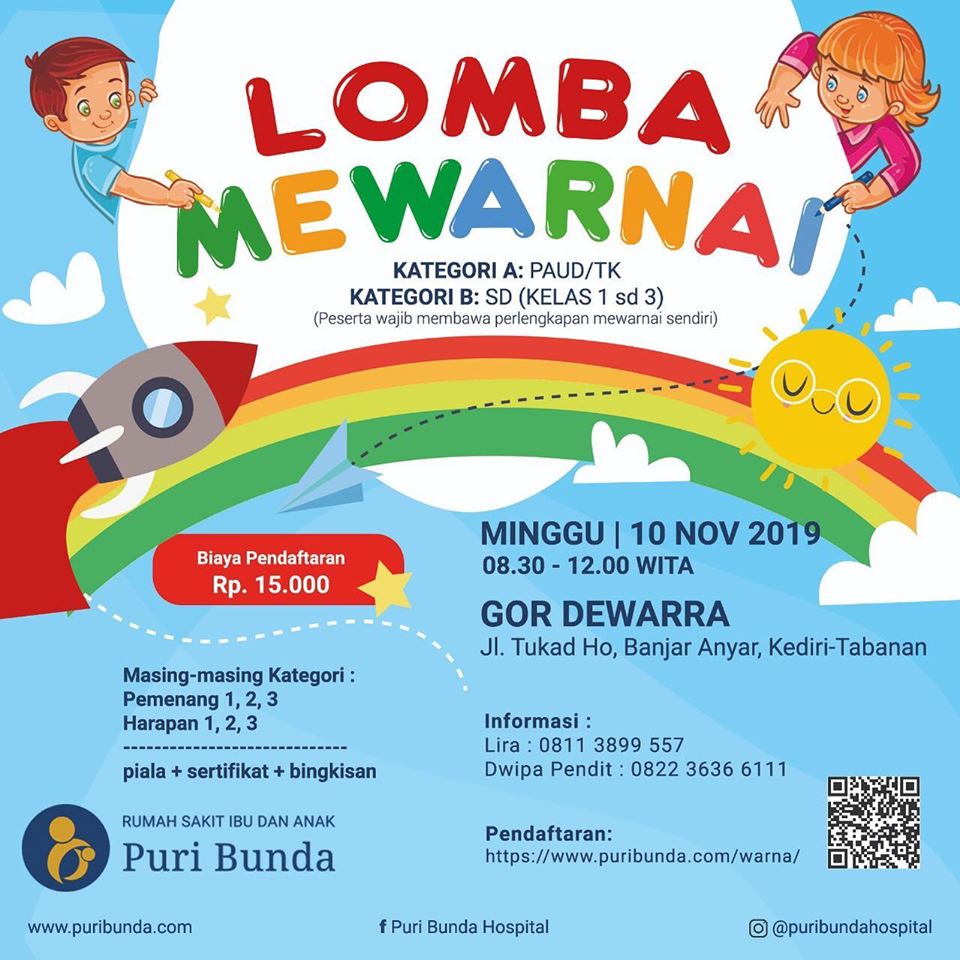 LOMBA
MEWARNAI
KATEGORI A: PAUD/TK
KATEGORI B: SD (KELAS 1 sd 3)
(Peserta wajib membawa perlengkapan mewarnai sendiri)
Biaya Pendaftaran
Rp. 15.000
MINGGU | 10 NOV 2019
08.30 - 12.00 WITA
GOR DEWARRA
Jl. Tukad Ho, Banjar Anyar, Kediri-Tabanan
Masing-masing Kategori :
Pemenang 1, 2, 3
Harapan 1, 2, 3
-----------------------------
piala + sertifikat + bingkisan
Informasi :
Lira : 0811 3899 557
Dwipa Pendit : 0822 3636 6111
Pendaftaran:
https://www.puribunda.com/warna/
RUMAH SAKIT IBU DAN ANAK
Puri Bunda
www.puribunda.com
f Puri Bunda Hospital
@puribundahospital